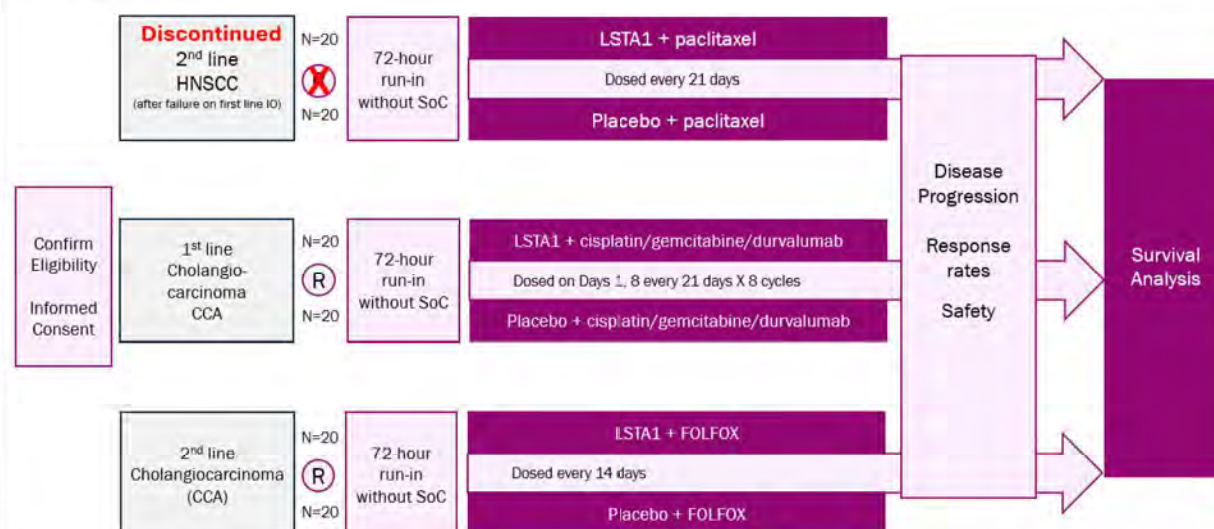 Confirm
Eligibility
Informed
Consent
Discontinued
2nd line
HNSCC
(after failure on first line IO)
N=20
R
N=20
72-hour
run-in
without SoC
LSTA1 + paclitaxel
Dosed every 21 days
Placebo + paclitaxel
1st line
Cholangio-
carcinoma
CCA
N=20
R
N=20
72-hour
run-in
without SoC
LSTA1 + cisplatin/gemcitabine/durvalumab
Dosed on Days 1, 8 every 21 days X 8 cycles
Placebo + cisplatin/gemcitabine/durvalumab
2nd line
Cholangiocarcinoma
(CCA)
N=20
R
N=20
72 hour
run-in
without SoC
LSTA1 + FOLFOX
Dosed every 14 days
Placebo + FOLFOX
Disease
Progression
Response
rates
Safety
Survival
Analysis